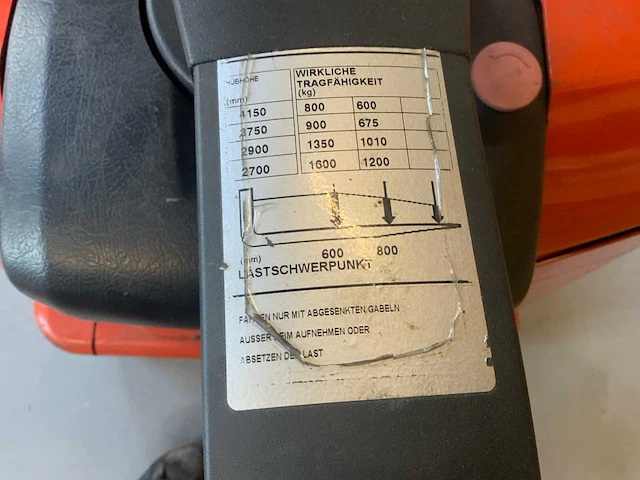 HUBHÖHE
(mm)
WIRKLICHE
TRAGFÄHIGKEIT
(kg)
4150 800 600
3750 900 675
2900 1350 1010
2700 1600 1200
600 800
(mm)
LASTSCHWERPUNKT
FAHREN NUR MIT ABGESENKTEN GABELN
AUSSER BEIM AUFNEHMEN ODER
ABSETZEN DER LAST